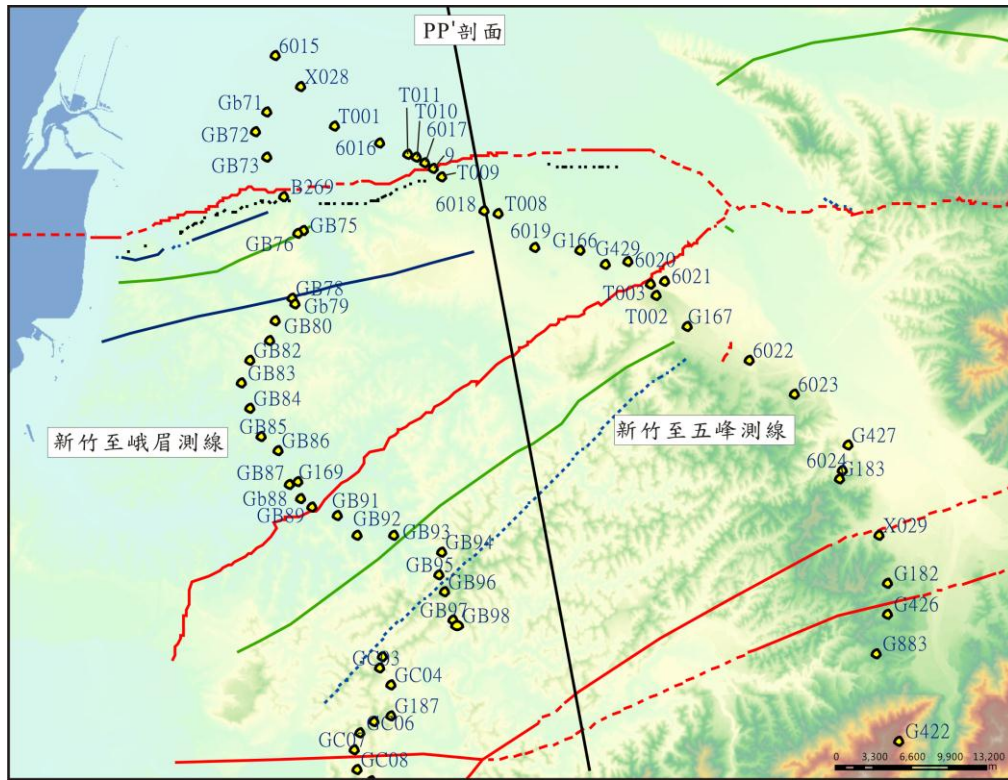 PP'剖面
6015
X028
Gb71
T011
T010
T001
6017
GB72
6016
9
GB73
T009
B269
6018
T008
GB75
GB76
6019
G166
G429
6020
6021
T003
T002
GB78
Gb79
GB80
G167
GB82
6022
GB83
6023
GB84
新竹至峨眉測線
新竹至五峰測線
GB85
GB86
G427
6024
G183
GB87
G169
Gb88
GB89
GB91
GB92
GB93
X029
GB94
GB95
GB96
G182
GB97
GB98
G426
G883
GC03
GC04
G187
GC06
GC07
G422
GC08
0 3,300 6,600 9,900 13,200
m